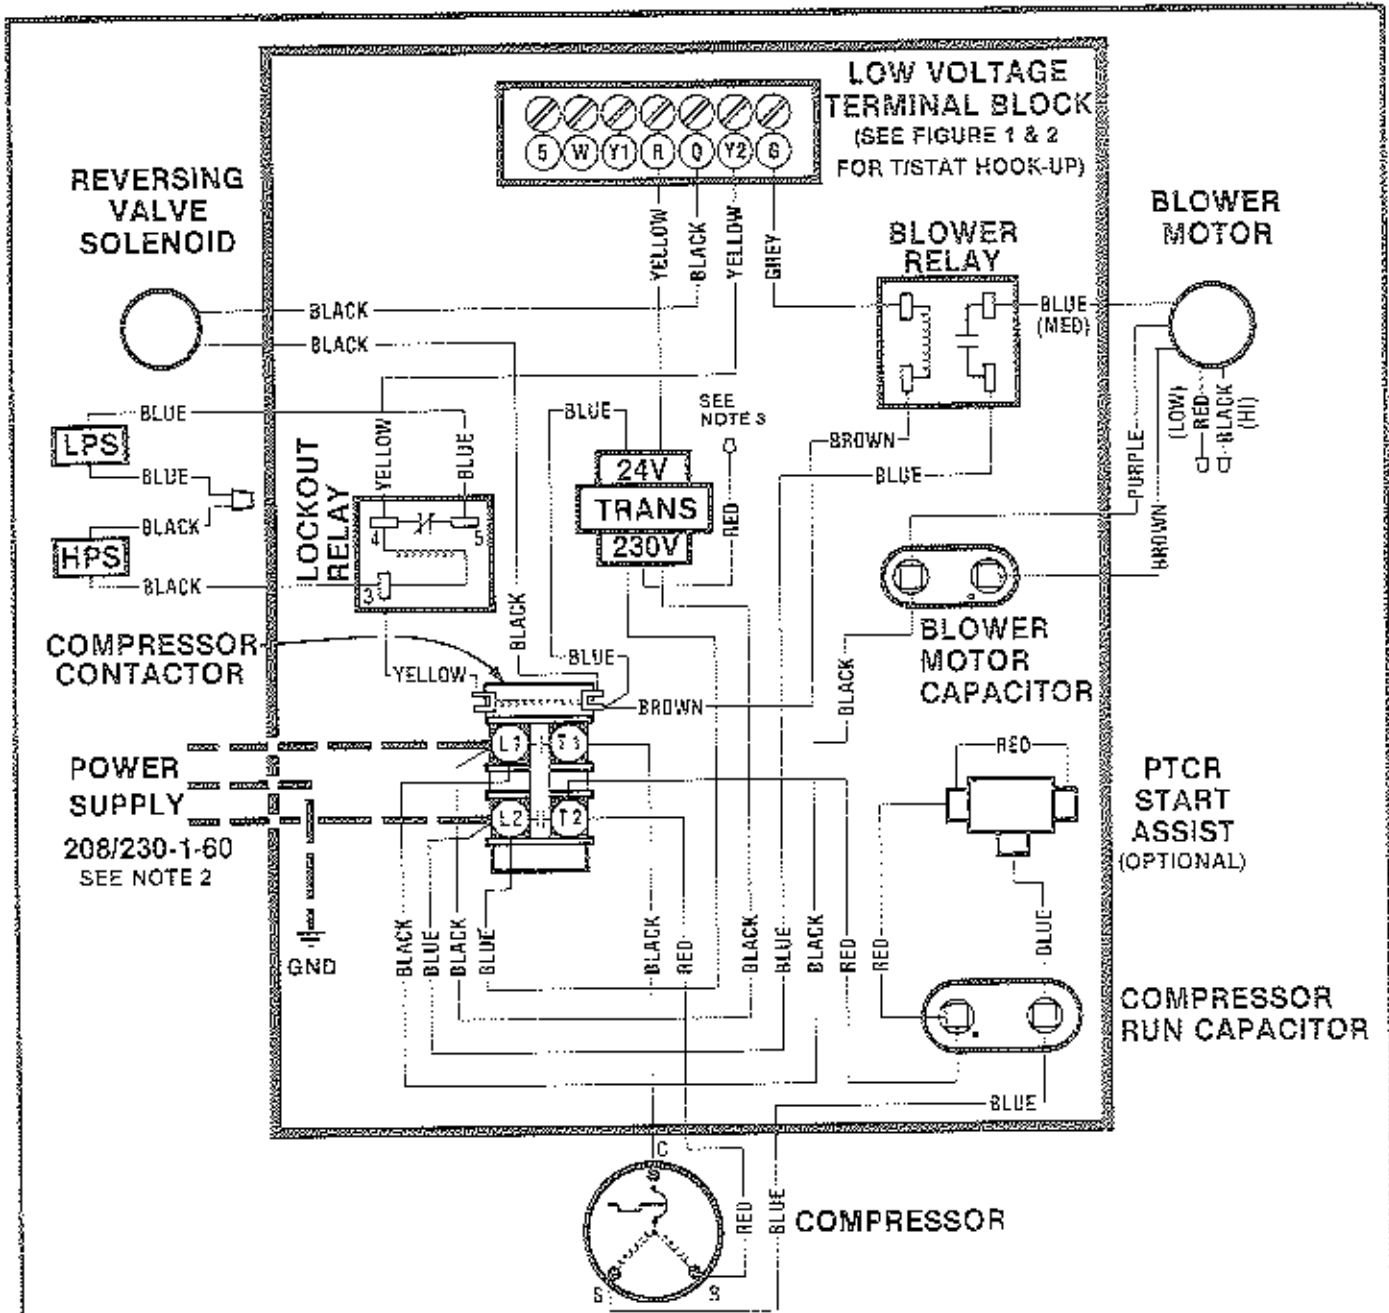 LOW VOLTAGE
TERMINAL BLOCK
(SEE FIGURE 1 & 2
FOR T/STAT HOOK-UP)
5 W Y1 R O Y2 G
REVERSING
VALVE
SOLENOID
BLOWER
MOTOR
BLOWER
RELAY
YELLOW
BLACK
YELLOW
GREY
BLACK
BLACK
BLUE
(MED)
(LOW)
RED
BLACK
(HI)
PURPLE
BROWN
BLUE
LPS
BLUE
BLACK
HPS
BLACK
YELLOW
BLUE
LOCKOUT
RELAY
4
5
3
BLUE
SEE
NOTE 3
24V
TRANS
230V
RED
BROWN
BLUE
BLACK
BLUE
COMPRESSOR
CONTACTOR
YELLOW
BROWN
BLACK
BLOWER
MOTOR
CAPACITOR
L1
T1
L2
T2
POWER
SUPPLY
208/230-1-60
SEE NOTE 2
GND
RED
PTCR
START
ASSIST
(OPTIONAL)
BLACK
BLUE
BLACK
BLUE
BLACK
RED
BLACK
BLUE
BLACK
RED
RED
BLUE
COMPRESSOR
RUN CAPACITOR
BLUE
C
RED
BLUE
COMPRESSOR
S